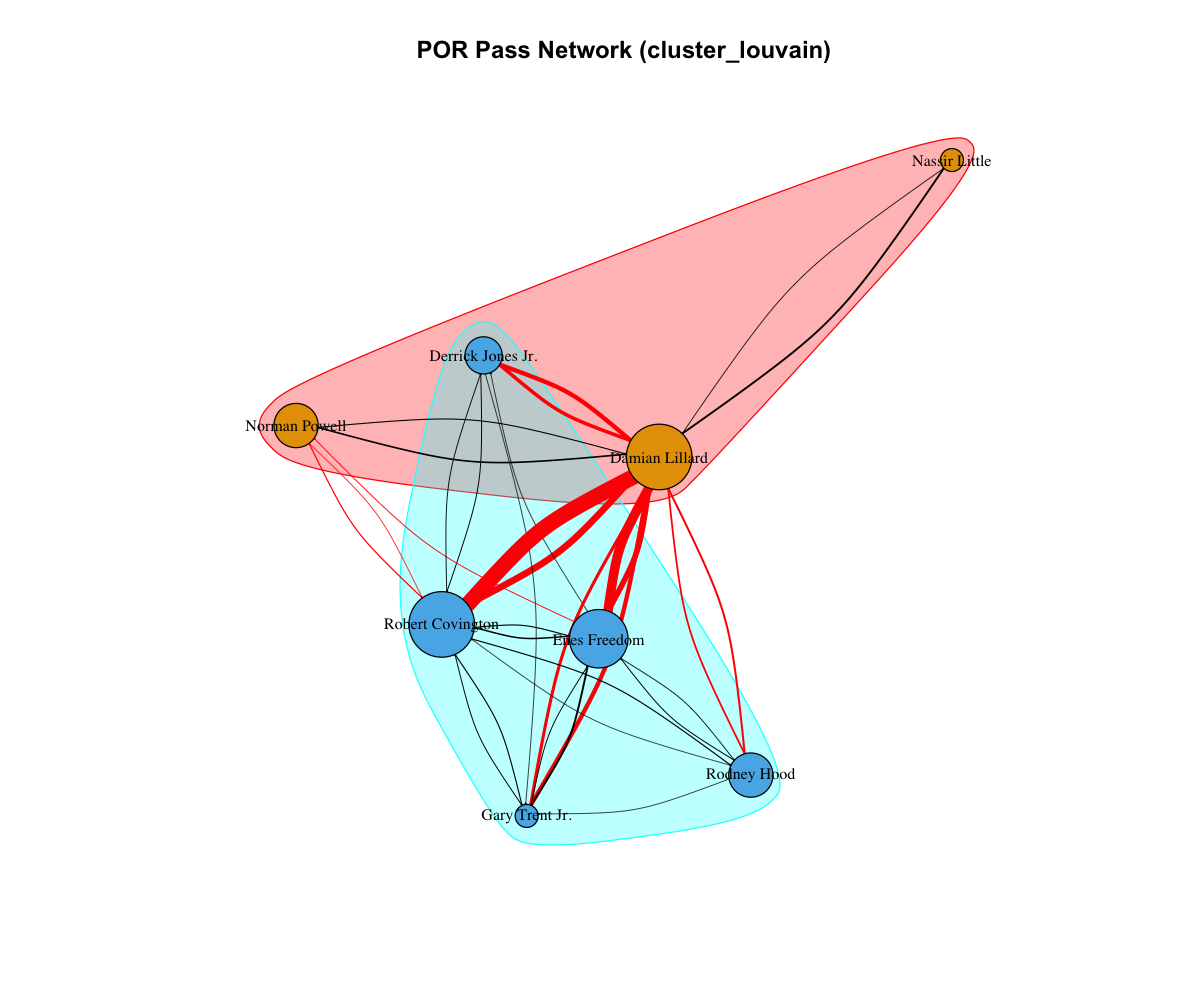 POR Pass Network (cluster_louvain)
Nassir Little
Derrick Jones Jr.
Norman Powell
Damian Lillard
Robert Covington
Enes Freedom
Rodney Hood
Gary Trent Jr.